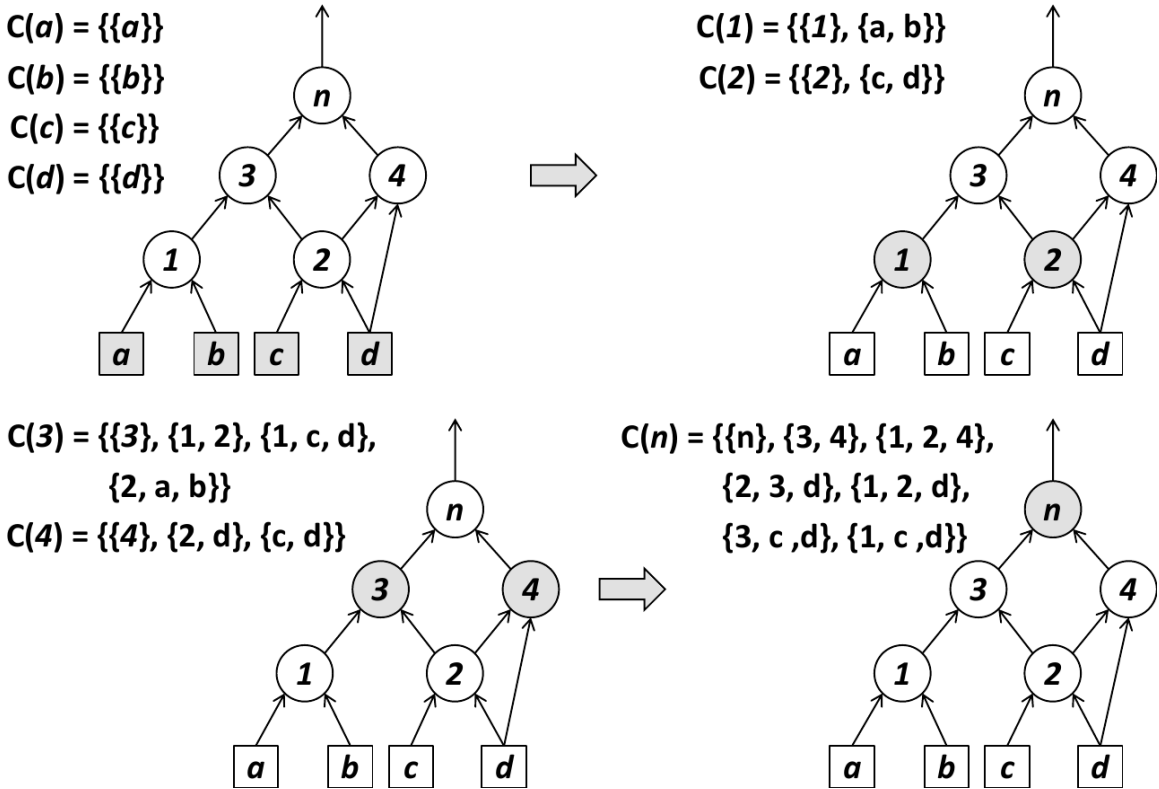 C(a) = {{a}}
C(b) = {{b}}
C(c) = {{c}}
C(d) = {{d}}
n
3 4
1 2
a b c d
C(1) = {{1}, {a, b}}
C(2) = {{2}, {c, d}}
n
3 4
1 2
a b c d
C(3) = {{3}, {1, 2}, {1, c, d},
{2, a, b}}
C(4) = {{4}, {2, d}, {c, d}}
n
3 4
1 2
a b c d
C(n) = {{n}, {3, 4}, {1, 2, 4},
{2, 3, d}, {1, 2, d},
{3, c ,d}, {1, c ,d}}
n
3 4
1 2
a b c d